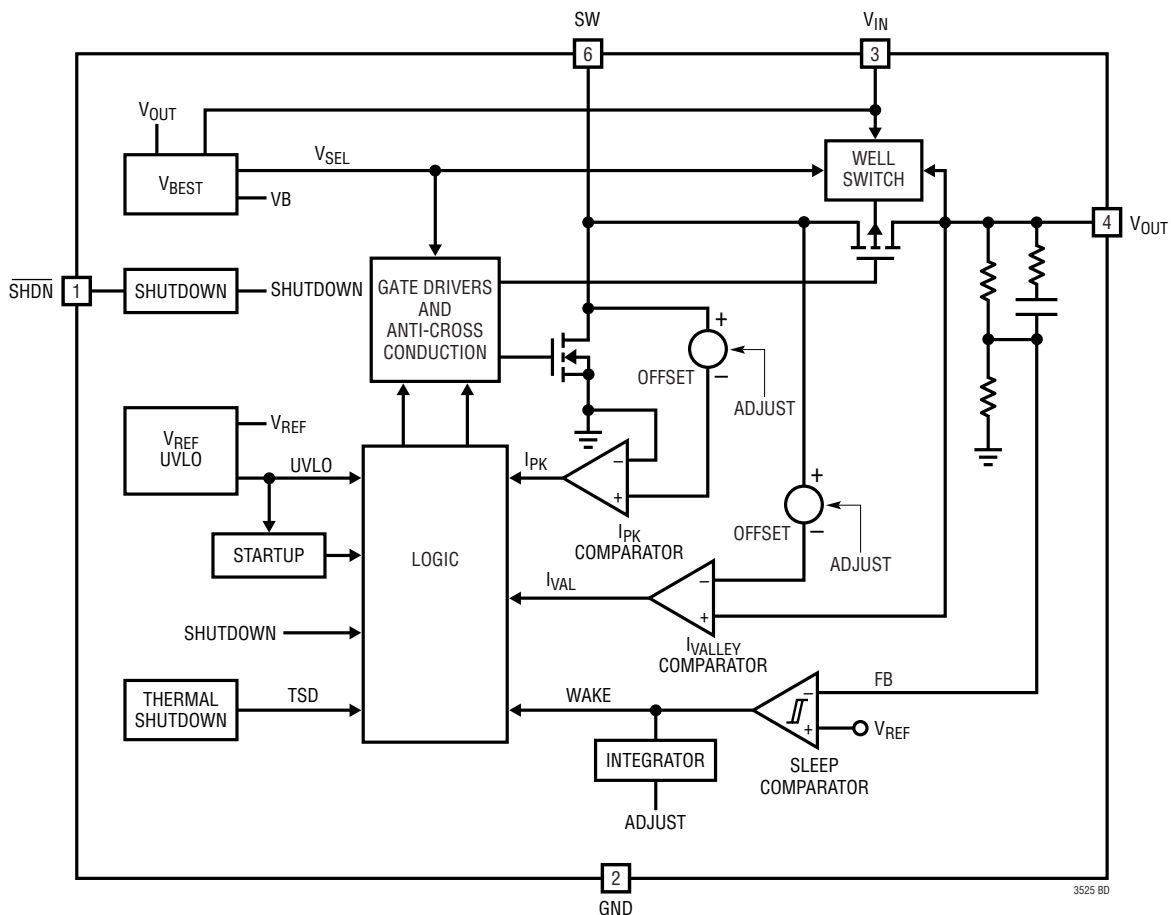 SW
V_IN
6
3
V_OUT
V_BEST
V_SEL
VB
WELL
SWITCH
4
V_OUT
SHDN
1
SHUTDOWN
SHUTDOWN
GATE DRIVERS
AND
ANTI-CROSS
CONDUCTION
+
–
OFFSET
ADJUST
V_REF
UVLO
V_REF
UVLO
I_PK
–
+
I_PK
COMPARATOR
+
–
OFFSET
ADJUST
STARTUP
LOGIC
I_VAL
–
+
I_VALLEY
COMPARATOR
SHUTDOWN
FB
THERMAL
SHUTDOWN
TSD
WAKE
–
+
V_REF
INTEGRATOR
SLEEP
COMPARATOR
ADJUST
2
GND
3525 BD